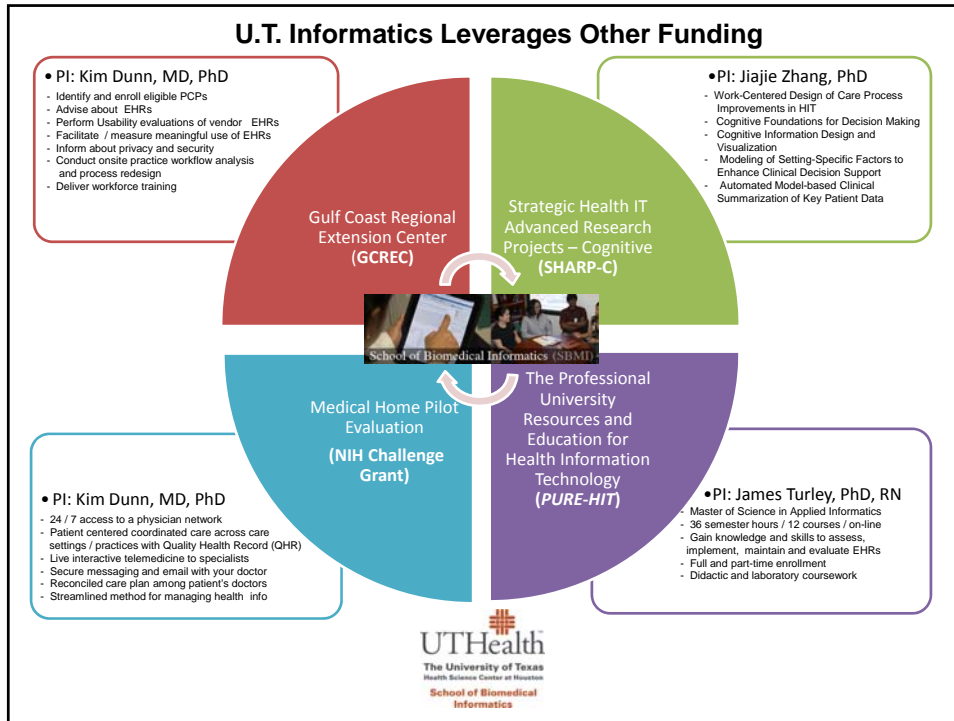 U.T. Informatics Leverages Other Funding
• PI: Kim Dunn, MD, PhD
- Identify and enroll eligible PCPs
- Advise about EHRs
- Perform Usability evaluations of vendor EHRs
- Facilitate / measure meaningful use of EHRs
- Inform about privacy and security
- Conduct onsite practice workflow analysis
and process redesign
- Deliver workforce training
•PI: Jiajie Zhang, PhD
- Work-Centered Design of Care Process
Improvements in HIT
- Cognitive Foundations for Decision Making
- Cognitive Information Design and
Visualization
- Modeling of Setting-Specific Factors to
Enhance Clinical Decision Support
- Automated Model-based Clinical
Summarization of Key Patient Data
Gulf Coast Regional
Extension Center
(GCREC)
Strategic Health IT
Advanced Research
Projects – Cognitive
(SHARP-C)
School of Biomedical Informatics (SBMI)
Medical Home Pilot
Evaluation
(NIH Challenge
Grant)
The Professional
University
Resources and
Education for
Health Information
Technology
(PURE-HIT)
• PI: Kim Dunn, MD, PhD
- 24 / 7 access to a physician network
- Patient centered coordinated care across care
settings / practices with Quality Health Record (QHR)
- Live interactive telemedicine to specialists
- Secure messaging and email with your doctor
- Reconciled care plan among patient's doctors
- Streamlined method for managing health info
•PI: James Turley, PhD, RN
- Master of Science in Applied Informatics
- 36 semester hours / 12 courses / on-line
- Gain knowledge and skills to assess,
implement, maintain and evaluate EHRs
- Full and part-time enrollment
- Didactic and laboratory coursework
UTHealth
The University of Texas
Health Science Center at Houston
School of Biomedical
Informatics